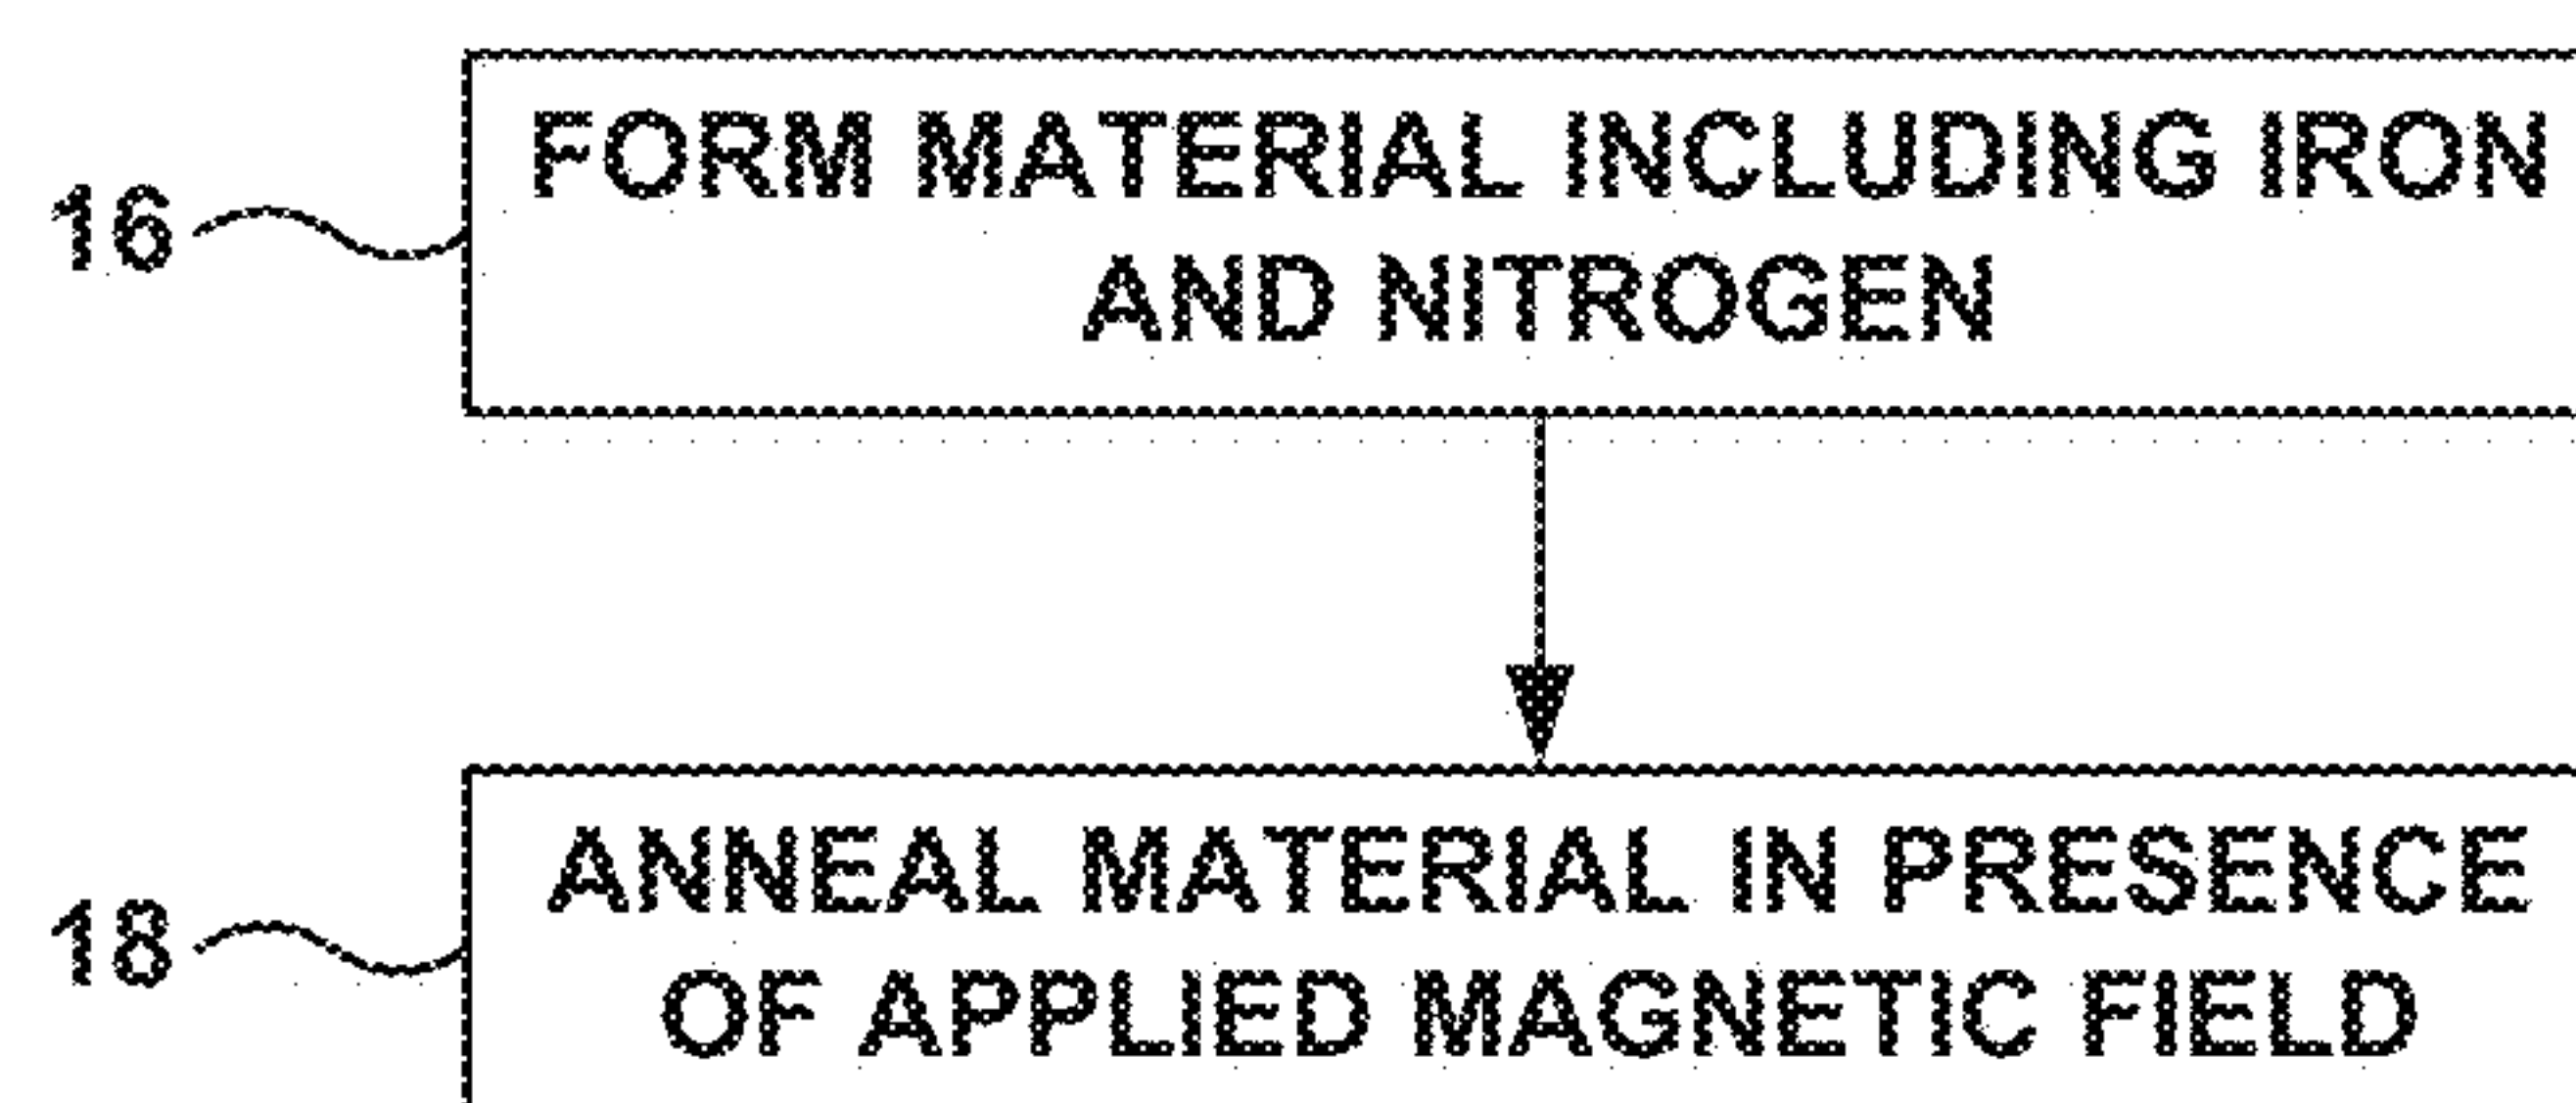 16
FORM MATERIAL INCLUDING IRON
AND NITROGEN
18
ANNEAL MATERIAL IN PRESENCE
OF APPLIED MAGNETIC FIELD